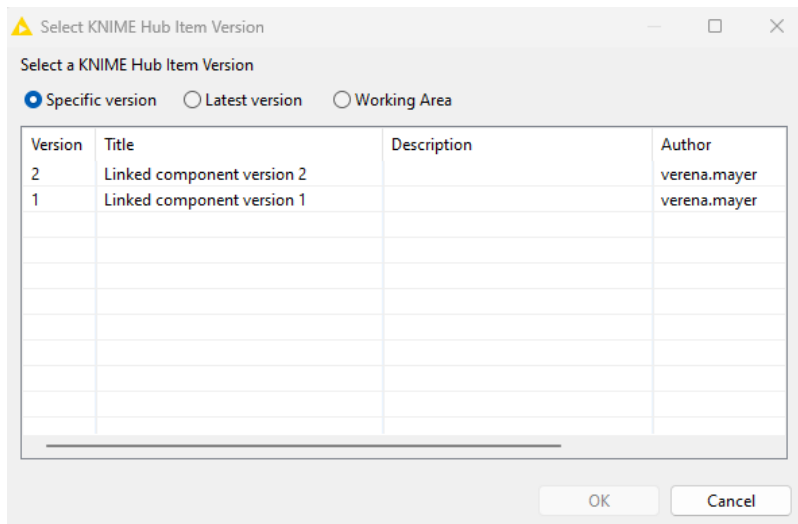 Select KNIME Hub Item Version
Select a KNIME Hub Item Version
Specific version Latest version Working Area
Version Title Description Author
2 Linked component version 2 verena.mayer
1 Linked component version 1 verena.mayer
OK Cancel